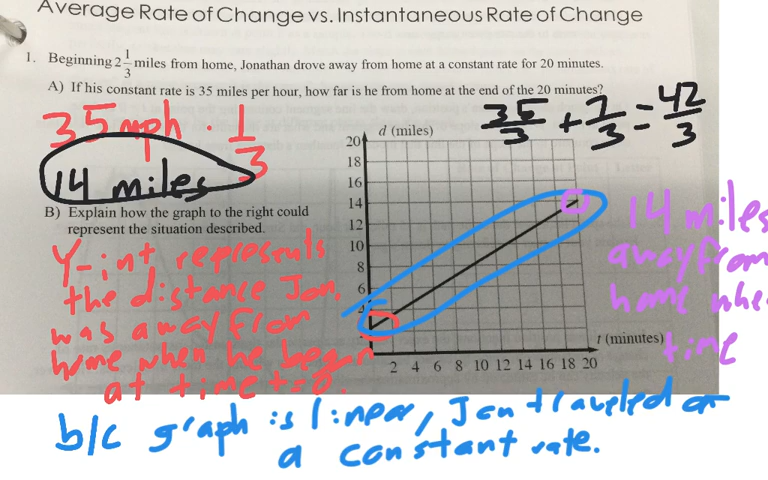 Average Rate of Change vs. Instantaneous Rate of Change
1. Beginning 2 1/3 miles from home, Jonathan drove away from home at a constant rate for 20 minutes.
A) If his constant rate is 35 miles per hour, how far is he from home at the end of the 20 minutes?
35 mph · 1/3
35/3 + 7/3 = 42/3
14 miles
B) Explain how the graph to the right could
represent the situation described.
Y-int represents
the distance Jon.
was away from
home when he began
at time t=0.
d (miles)
20
18
16
14
12
10
8
6
4
t (minutes)
2 4 6 8 10 12 14 16 18 20
14 miles
away from
home whe
time
b/c graph is linear, Jon traveled at
a constant rate.